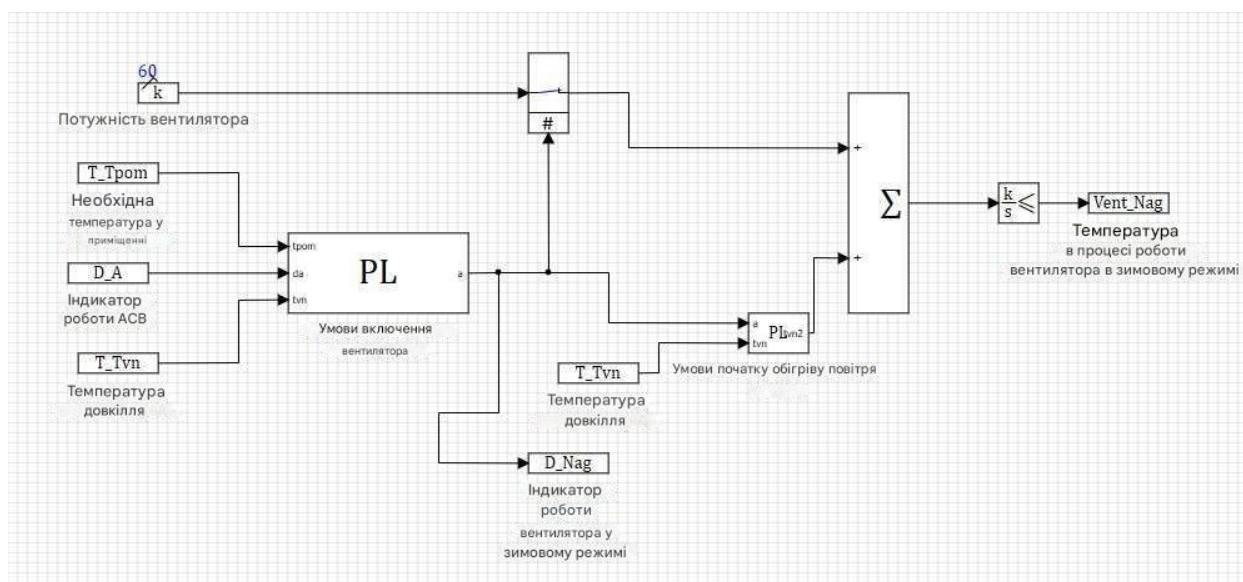 60
k
Потужність вентилятора
#
T_Tpom
Необхідна
температура у
приміщенні
D_A
Індикатор
роботи АСВ
T_Tvn
Температура
довкілля
tpom
da
tvn
PL
a
Умови включення
вентилятора
T_Tvn
Температура
довкілля
a
tvn
PL
tvn2
Умови початку обігріву повітря
D_Nag
Індикатор
роботи
вентилятора у
зимовому режимі
+
+
Σ
k
s
≤
Vent_Nag
Температура
в процесі роботи
вентилятора в зимовому режимі